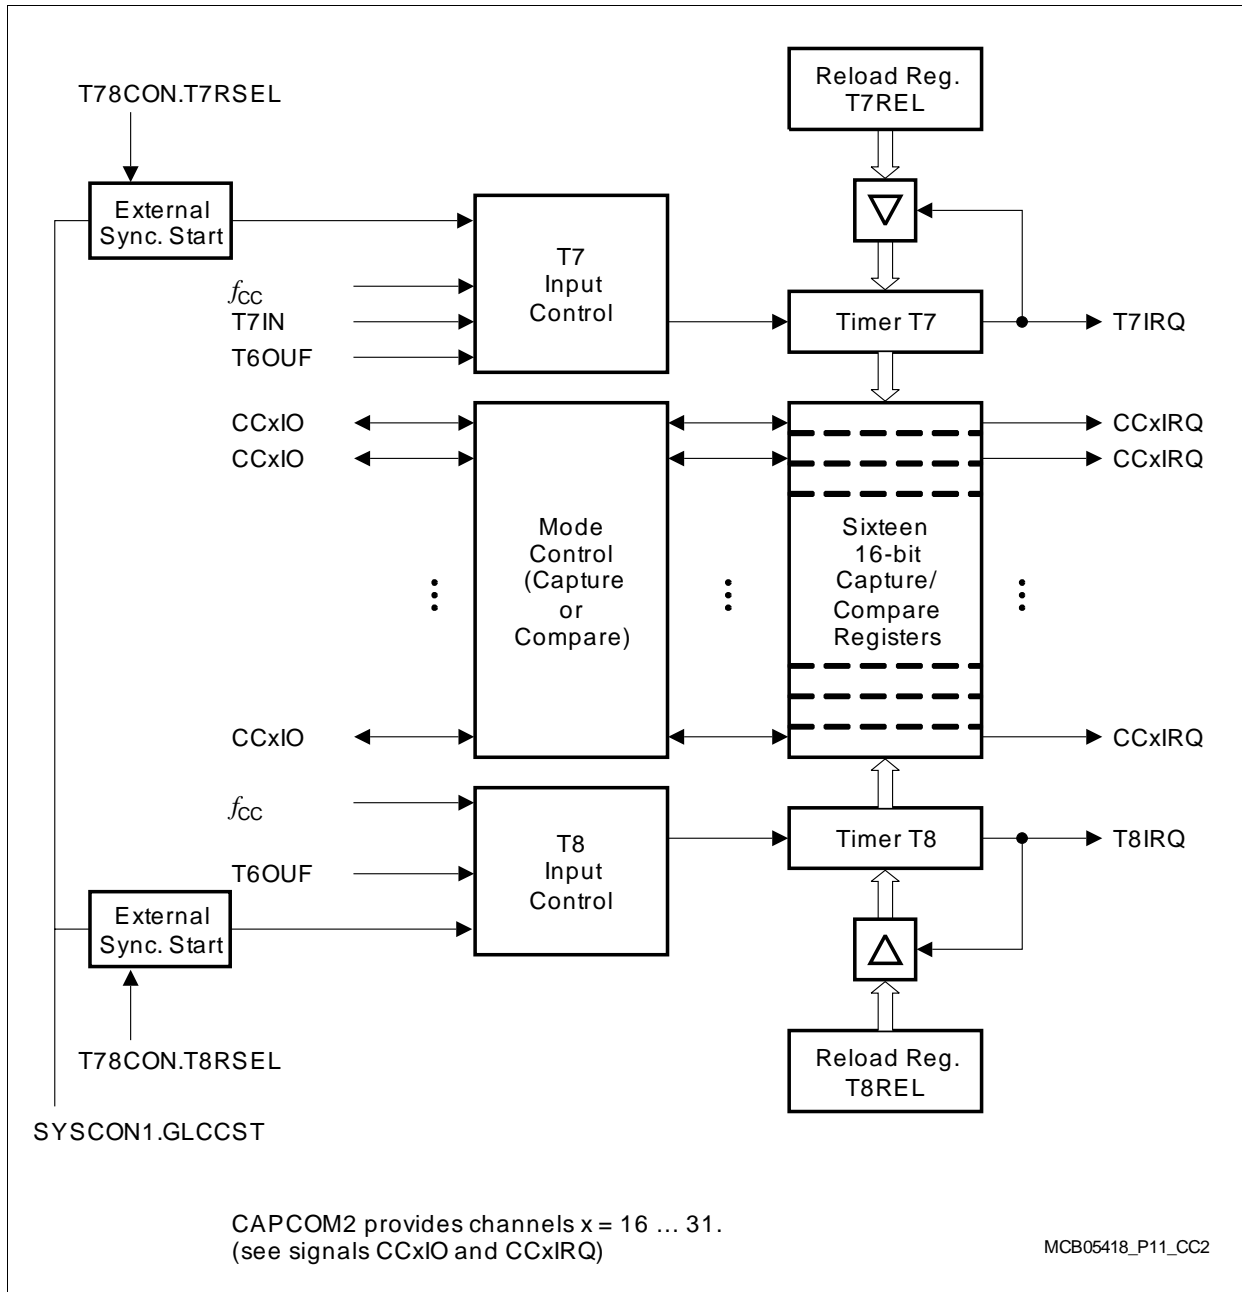 T78CON.T7RSEL
Reload Reg.
T7REL
External
Sync. Start
T7
Input
Control
fCC
T7IN
T6OUF
Timer T7
T7IRQ
CCxIO
CCxIRQ
CCxIO
CCxIRQ
Mode
Control
(Capture
or
Compare)
Sixteen
16-bit
Capture/
Compare
Registers
CCxIO
CCxIRQ
fCC
T6OUF
T8
Input
Control
Timer T8
T8IRQ
External
Sync. Start
T78CON.T8RSEL
Reload Reg.
T8REL
SYSCON1.GLCCST
CAPCOM2 provides channels x = 16 … 31.
(see signals CCxIO and CCxIRQ)
MCB05418_P11_CC2